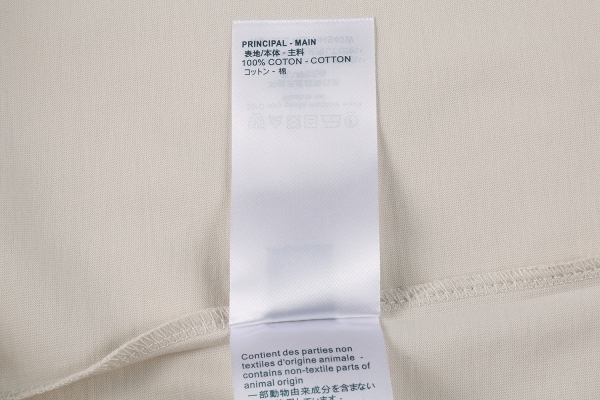 PRINCIPAL - MAIN
表地/本体 - 主料
100% COTON - COTTON
コットン - 棉
Contient des parties non
textiles d'origine animale -
contains non-textile parts of
animal origin
一部動物由来成分を含まない